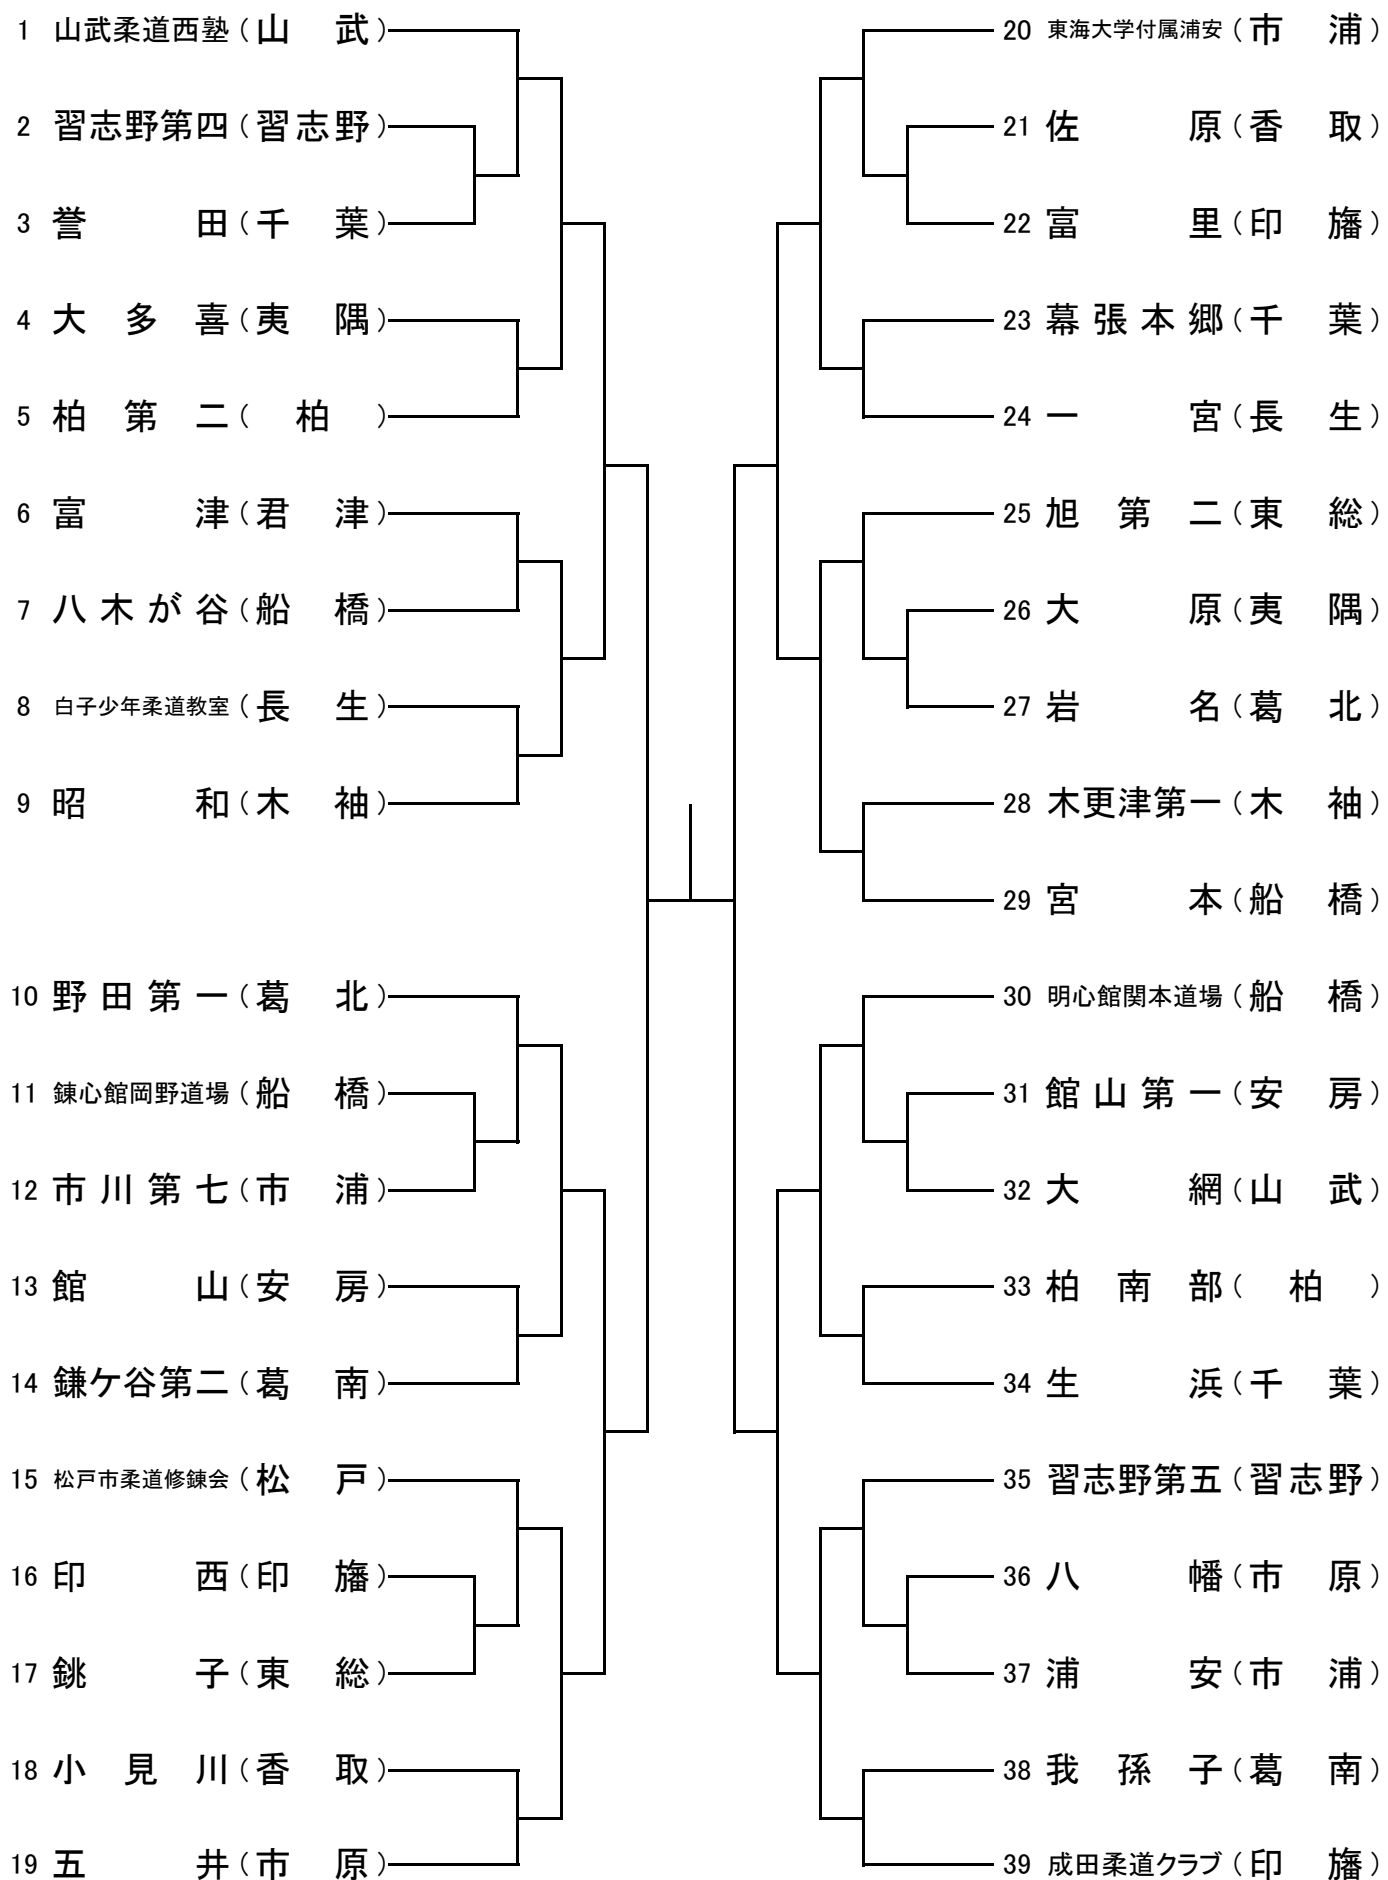 1 山武柔道西塾（山 武）
2 習志野第四（習志野）
3 誉 田（千 葉）
4 大 多 喜（夷 隅）
5 柏 第 二（ 柏 ）
6 富 津（君 津）
7 八 木 が 谷（船 橋）
8 白子少年柔道教室（長 生）
9 昭 和（木 袖）
10 野 田 第 一（葛 北）
11 錬心館岡野道場（船 橋）
12 市 川 第 七（市 浦）
13 館 山（安 房）
14 鎌ケ谷第二（葛 南）
15 松戸市柔道修錬会（松 戸）
16 印 西（印 旛）
17 銚 子（東 総）
18 小 見 川（香 取）
19 五 井（市 原）
20 東海大学付属浦安（市 浦）
21 佐 原（香 取）
22 富 里（印 旛）
23 幕 張 本 郷（千 葉）
24 一 宮（長 生）
25 旭 第 二（東 総）
26 大 原（夷 隅）
27 岩 名（葛 北）
28 木更津第一（木 袖）
29 宮 本（船 橋）
30 明心館関本道場（船 橋）
31 館 山 第 一（安 房）
32 大 網（山 武）
33 柏 南 部（ 柏 ）
34 生 浜（千 葉）
35 習志野第五（習志野）
36 八 幡（市 原）
37 浦 安（市 浦）
38 我 孫 子（葛 南）
39 成田柔道クラブ（印 旛）